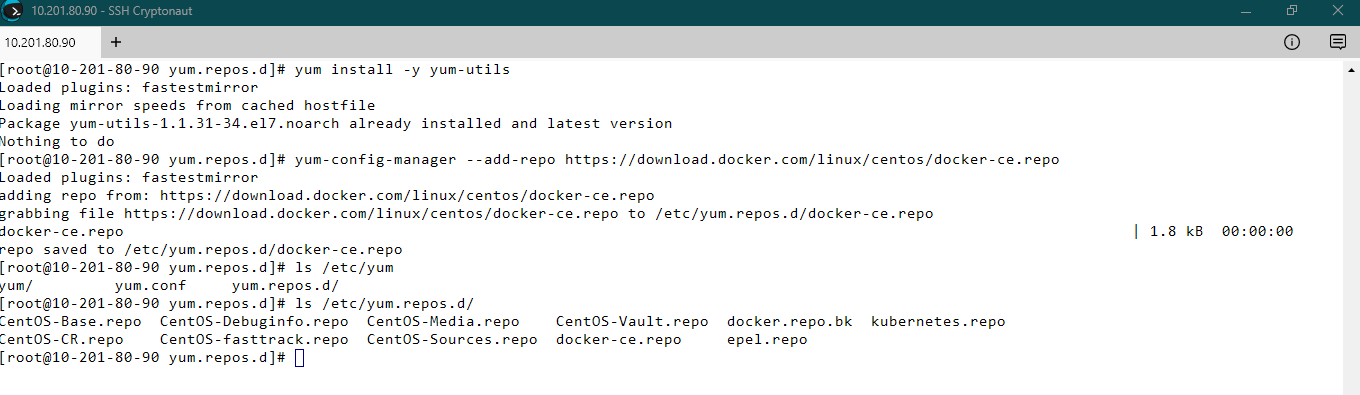 10.201.80.90 - SSH Cryptonaut
10.201.80.90
[root@10-201-80-90 yum.repos.d]# yum install -y yum-utils
Loaded plugins: fastestmirror
Loading mirror speeds from cached hostfile
Package yum-utils-1.1.31-34.el7.noarch already installed and latest version
Nothing to do
[root@10-201-80-90 yum.repos.d]# yum-config-manager --add-repo https://download.docker.com/linux/centos/docker-ce.repo
Loaded plugins: fastestmirror
adding repo from: https://download.docker.com/linux/centos/docker-ce.repo
grabbing file https://download.docker.com/linux/centos/docker-ce.repo to /etc/yum.repos.d/docker-ce.repo
docker-ce.repo | 1.8 kB 00:00:00
repo saved to /etc/yum.repos.d/docker-ce.repo
[root@10-201-80-90 yum.repos.d]# ls /etc/yum
yum/ yum.conf yum.repos.d/
[root@10-201-80-90 yum.repos.d]# ls /etc/yum.repos.d/
CentOS-Base.repo CentOS-Debuginfo.repo CentOS-Media.repo CentOS-Vault.repo docker.repo.bk kubernetes.repo
CentOS-CR.repo CentOS-fasttrack.repo CentOS-Sources.repo docker-ce.repo epel.repo
[root@10-201-80-90 yum.repos.d]#